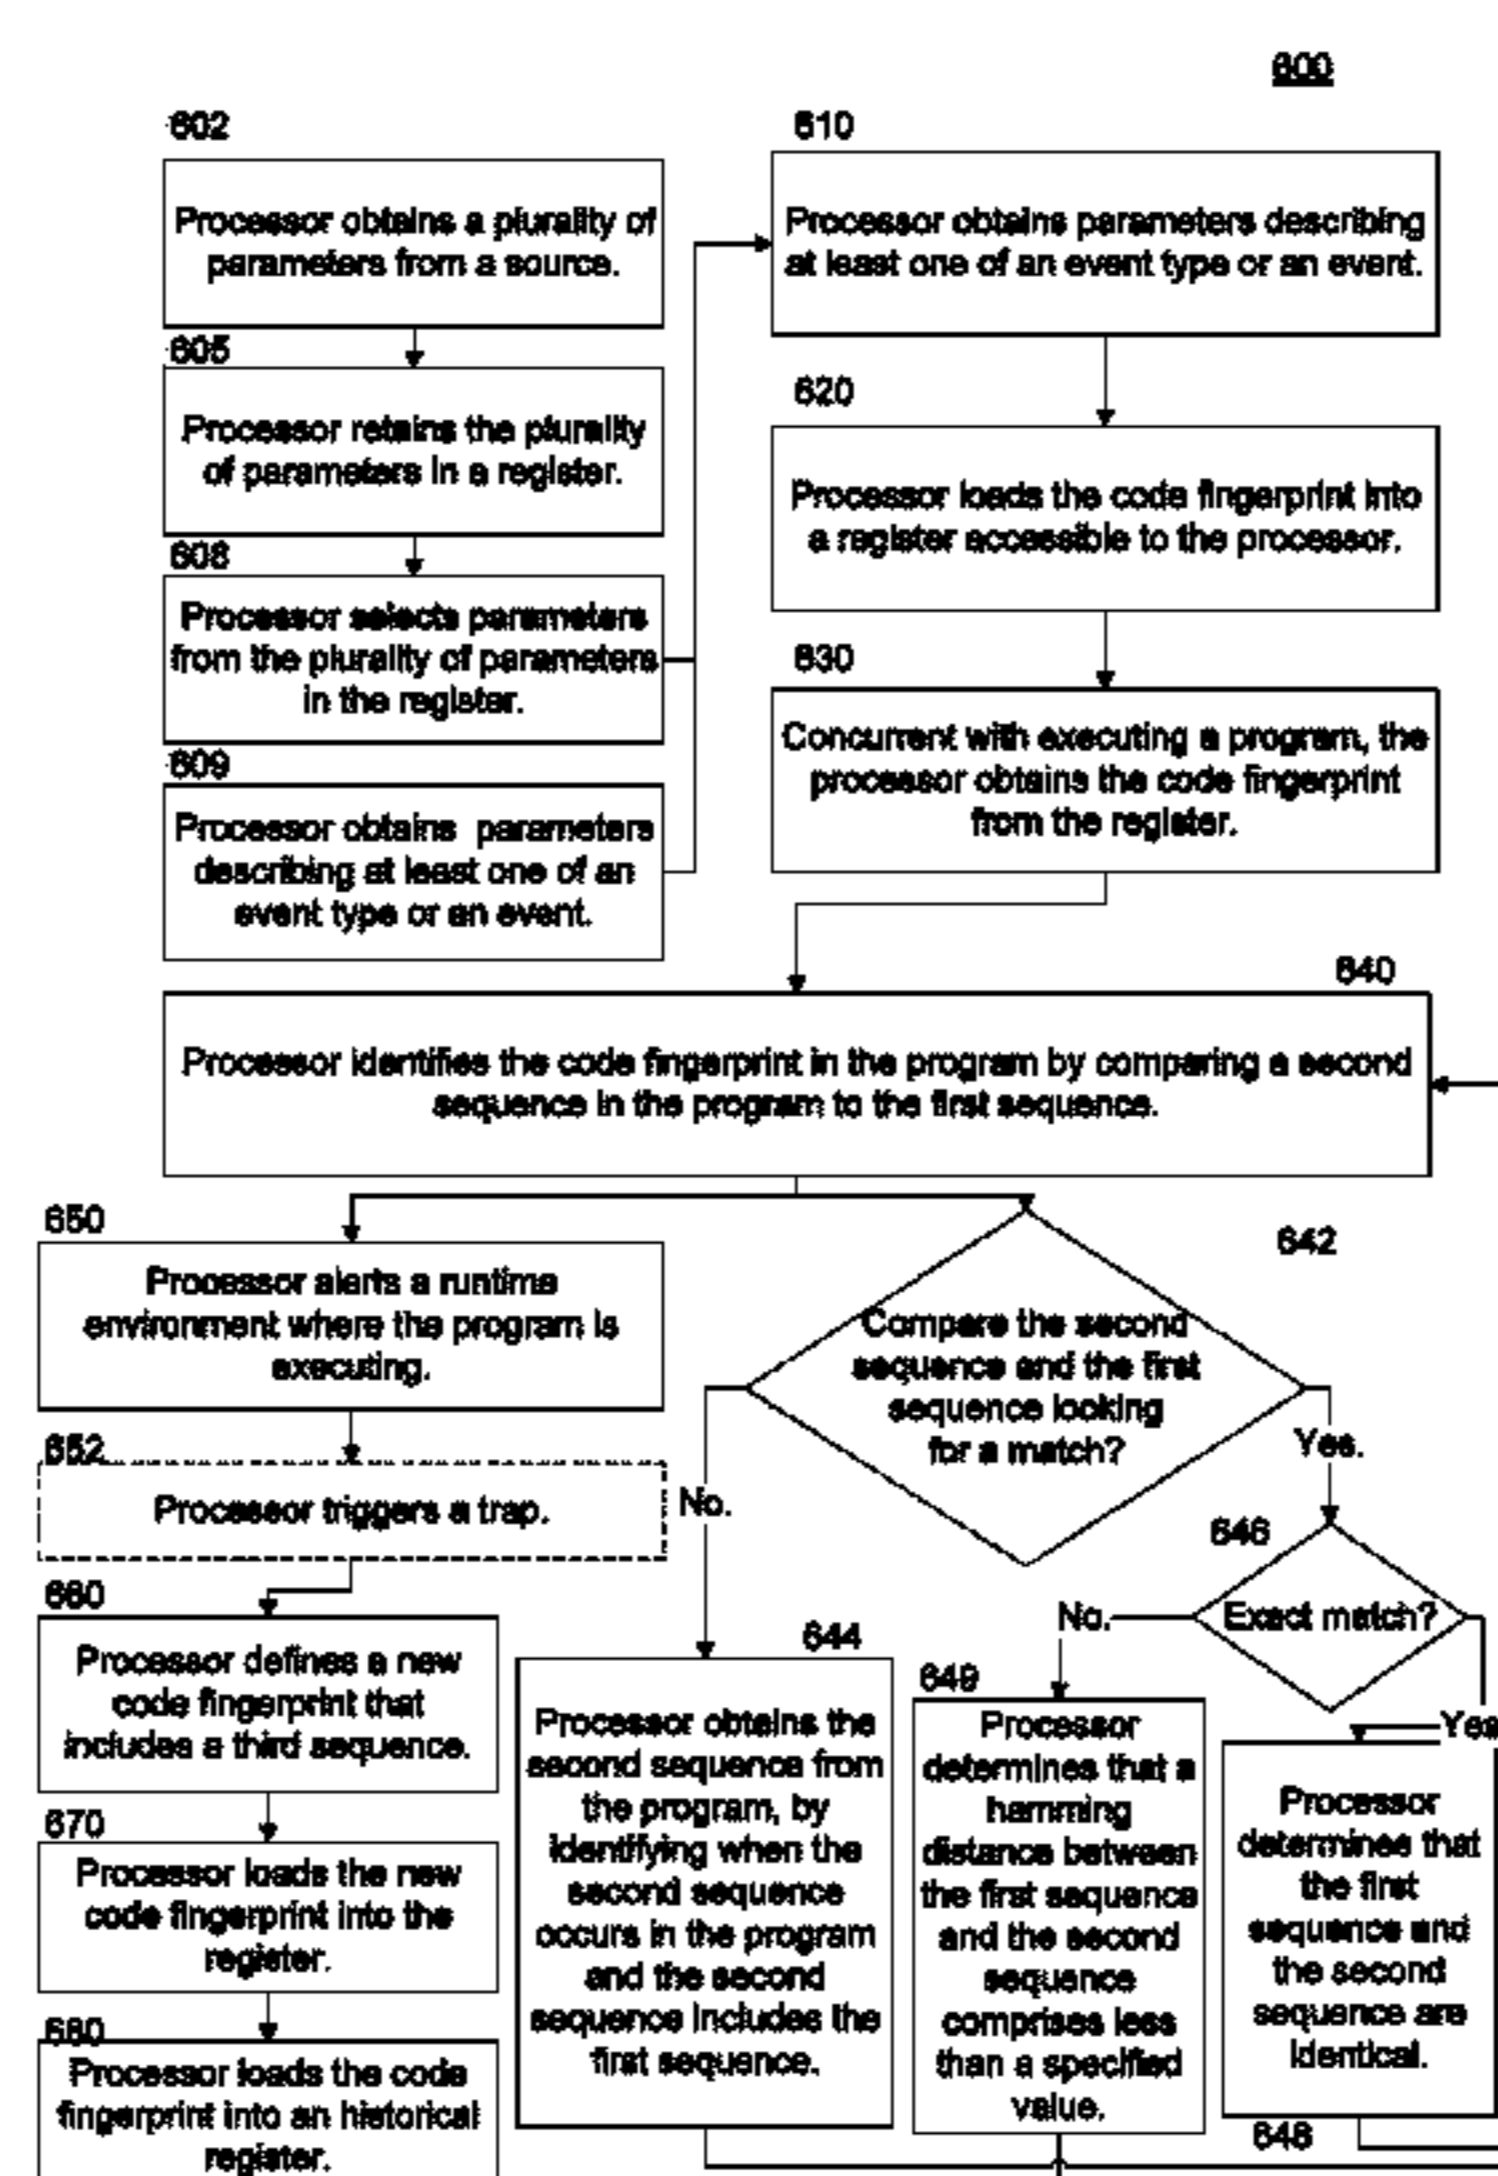 600
602
Processor obtains a plurality of
parameters from a source.
605
Processor retains the plurality
of parameters in a register.
608
Processor selects parameters
from the plurality of parameters
in the register.
609
Processor obtains parameters
describing at least one of an
event type or an event.
610
Processor obtains parameters describing
at least one of an event type or an event.
620
Processor loads the code fingerprint into
a register accessible to the processor.
630
Concurrent with executing a program, the
processor obtains the code fingerprint
from the register.
640
Processor identifies the code fingerprint in the program by comparing a second
sequence in the program to the first sequence.
650
Processor alerts a runtime
environment where the program is
executing.
652
Processor triggers a trap.
660
Processor defines a new
code fingerprint that
includes a third sequence.
670
Processor loads the new
code fingerprint into the
register.
680
Processor loads the code
fingerprint into an historical
register.
642
Compare the second
sequence and the first
sequence looking
for a match?
No.
Yes.
644
Processor obtains the
second sequence from
the program, by
identifying when the
second sequence
occurs in the program
and the second
sequence includes the
first sequence.
646
Exact match?
No.
Yes
649
Processor
determines that a
hamming
distance between
the first sequence
and the second
sequence
comprises less
than a specified
value.
Processor
determines that
the first
sequence and
the second
sequence are
identical.
648